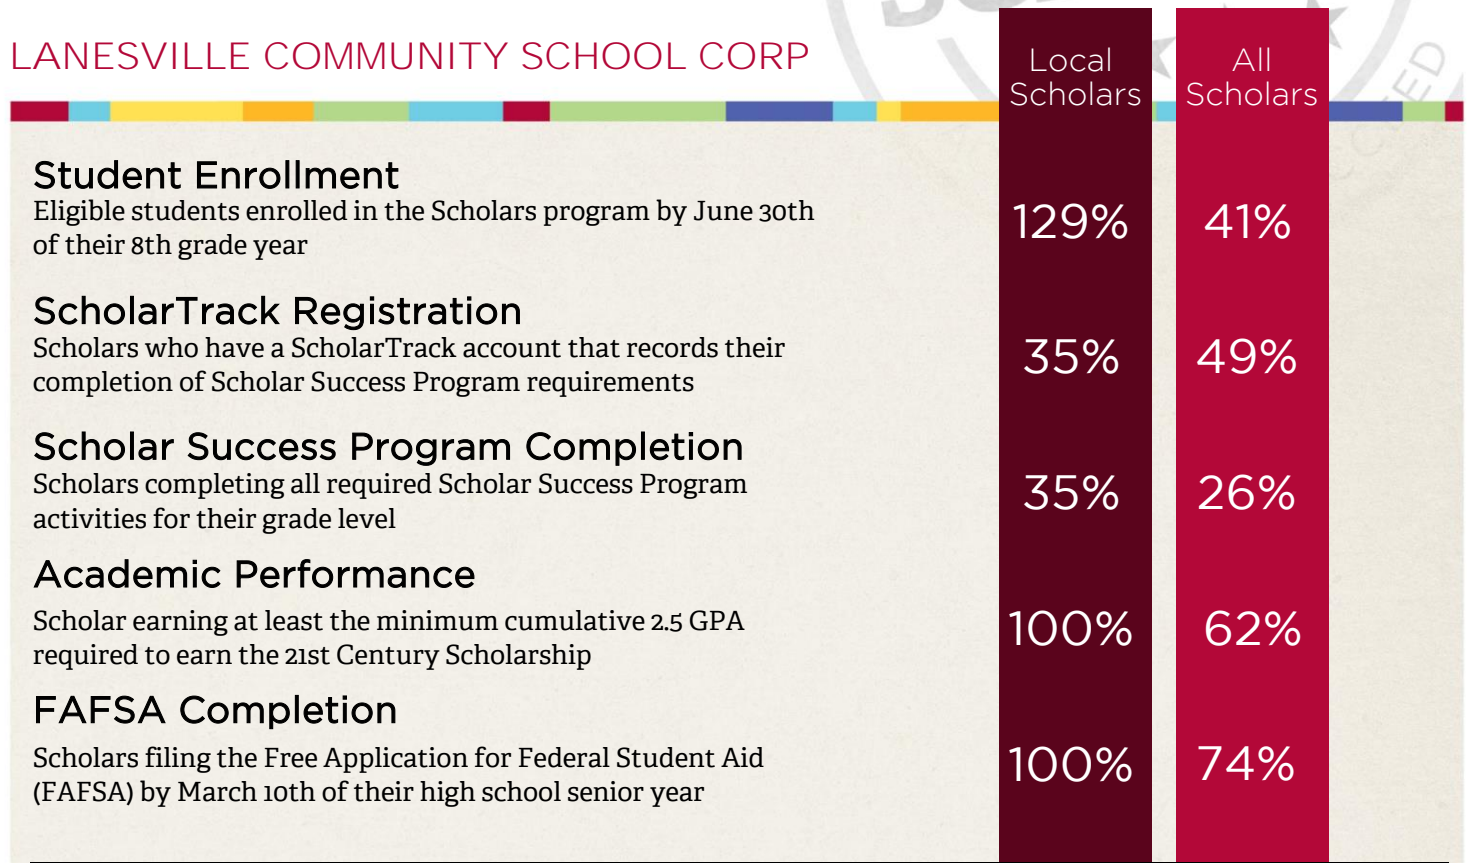 LANESVILLE COMMUNITY SCHOOL CORP
Local
Scholars
All
Scholars
Student Enrollment
Eligible students enrolled in the Scholars program by June 30th
of their 8th grade year
129%
41%
ScholarTrack Registration
Scholars who have a ScholarTrack account that records their
completion of Scholar Success Program requirements
35%
49%
Scholar Success Program Completion
Scholars completing all required Scholar Success Program
activities for their grade level
35%
26%
Academic Performance
Scholar earning at least the minimum cumulative 2.5 GPA
required to earn the 21st Century Scholarship
100%
62%
FAFSA Completion
Scholars filing the Free Application for Federal Student Aid
(FAFSA) by March 10th of their high school senior year
100%
74%